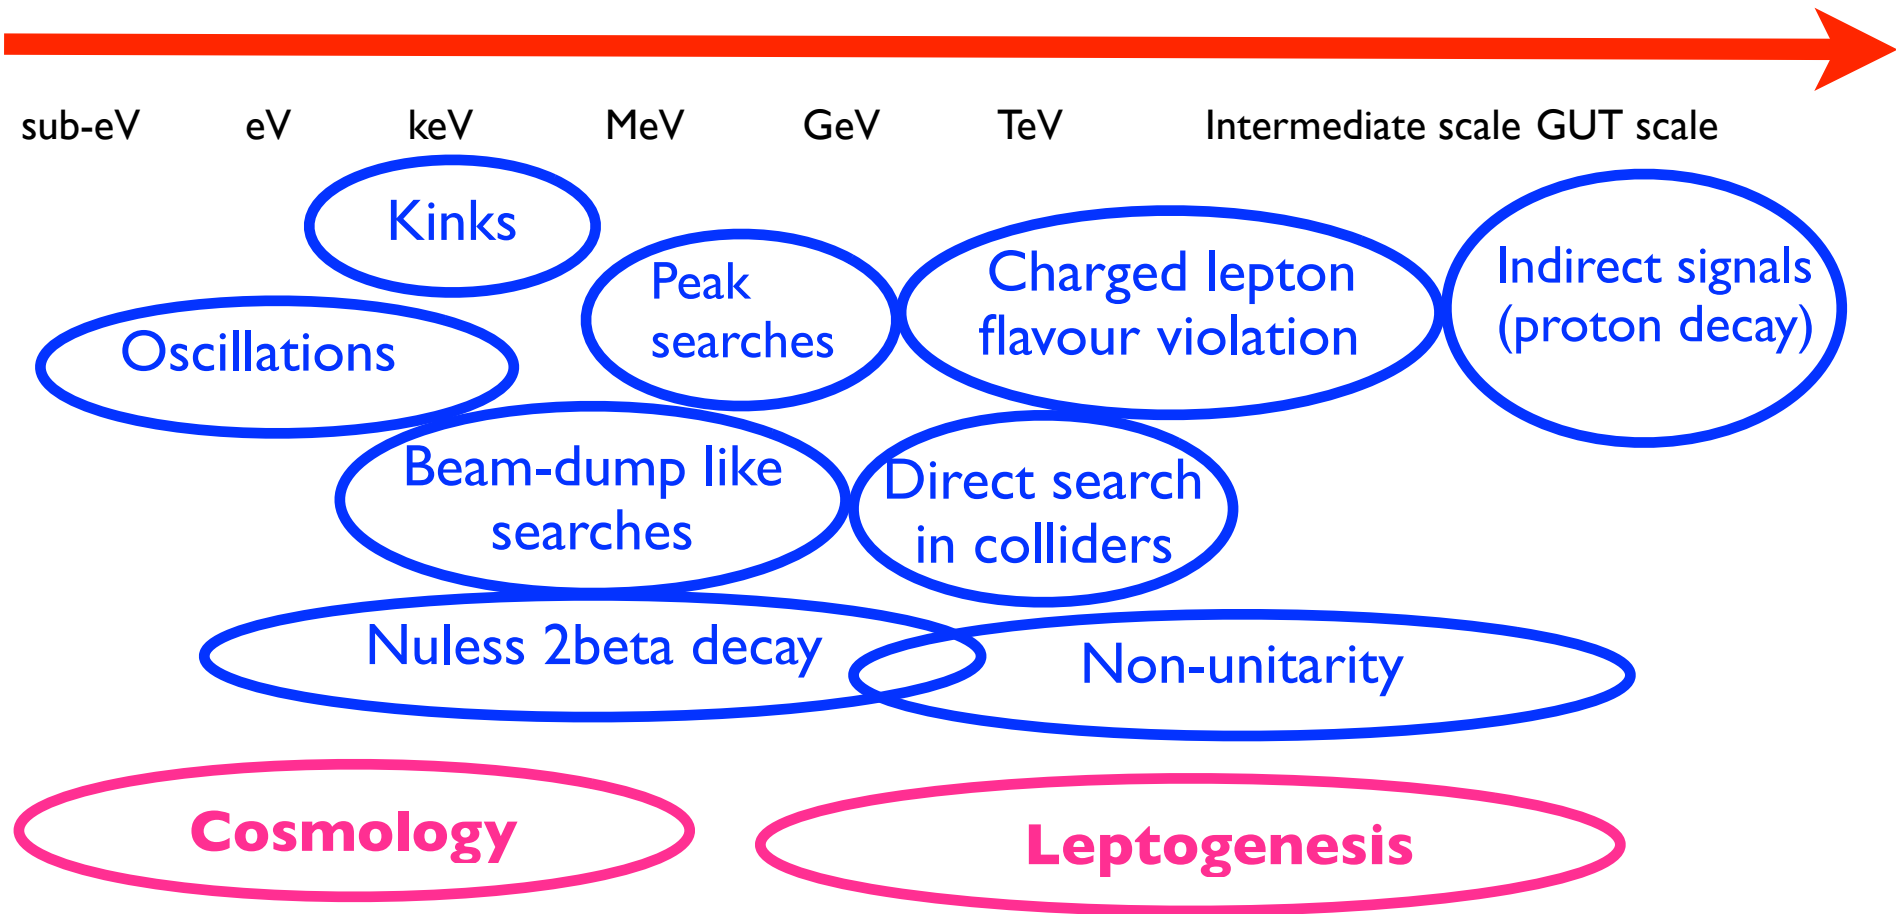 sub-eV eV keV MeV GeV TeV Intermediate scale GUT scale
Kinks
Peak
searches
Charged lepton
flavour violation
Indirect signals
(proton decay)
Oscillations
Beam-dump like
searches
Direct search
in colliders
Nuless 2beta decay
Non-unitarity
Cosmology
Leptogenesis